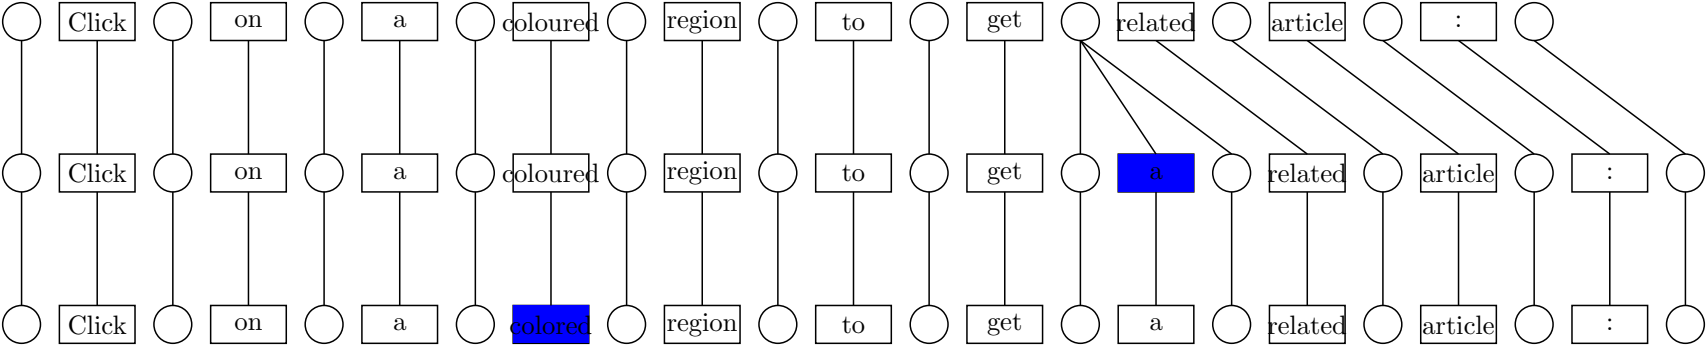 Click on a coloured region to get related article :
Click on a coloured region to get a related article :
Click on a colored region to get a related article :